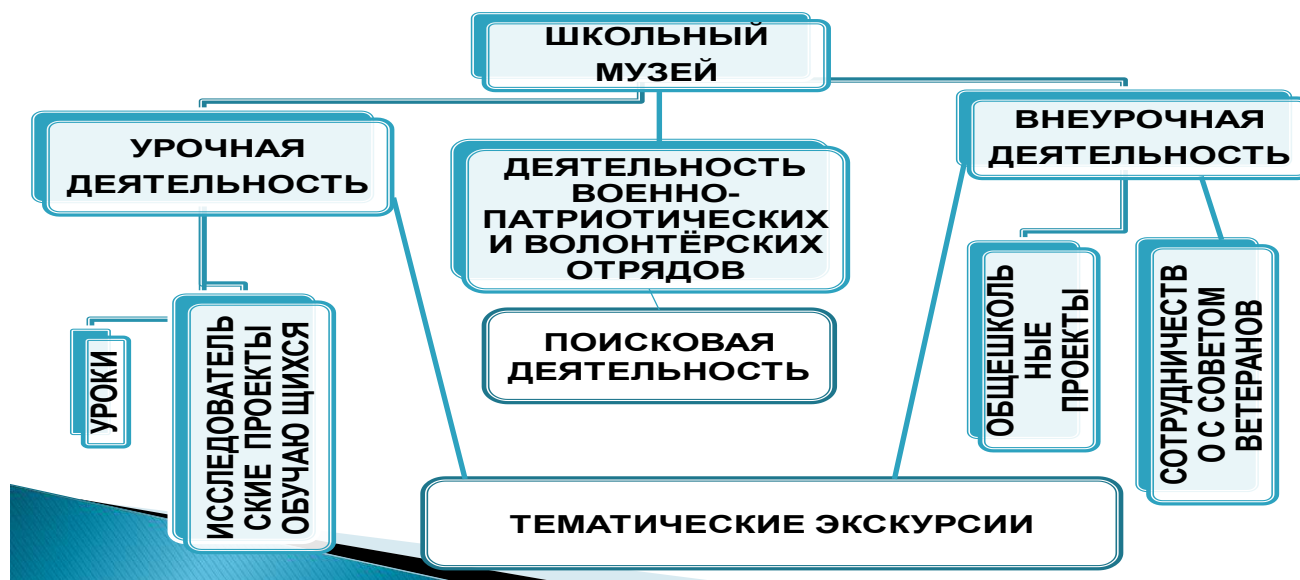 ШКОЛЬНЫЙ
МУЗЕЙ
УРОЧНАЯ
ДЕЯТЕЛЬНОСТЬ
ДЕЯТЕЛЬНОСТЬ
ВОЕННО-
ПАТРИОТИЧЕСКИХ
И ВОЛОНТЁРСКИХ
ОТРЯДОВ
ВНЕУРОЧНАЯ
ДЕЯТЕЛЬНОСТЬ
ПОИСКОВАЯ
ДЕЯТЕЛЬНОСТЬ
УРОКИ
ИССЛЕДОВАТЕЛЬ
СКИЕ ПРОЕКТЫ
ОБУЧАЮ ЩИХСЯ
ОБЩЕШКОЛЬ
НЫЕ
ПРОЕКТЫ
СОТРУДНИЧЕСТВ
О С СОВЕТОМ
ВЕТЕРАНОВ
ТЕМАТИЧЕСКИЕ ЭКСКУРСИИ